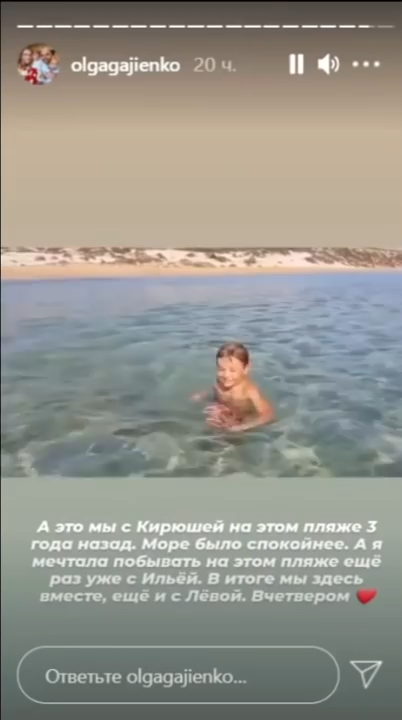 olgagajienko 20 ч.
А это мы с Кирюшей на этом пляже 3
года назад. Море было спокойнее. А я
мечтала побывать на этом пляже ещё
раз уже с Ильёй. В итоге мы здесь
вместе, ещё и с Лёвой. Вчетвером ❤️
Ответьте olgagajienko...